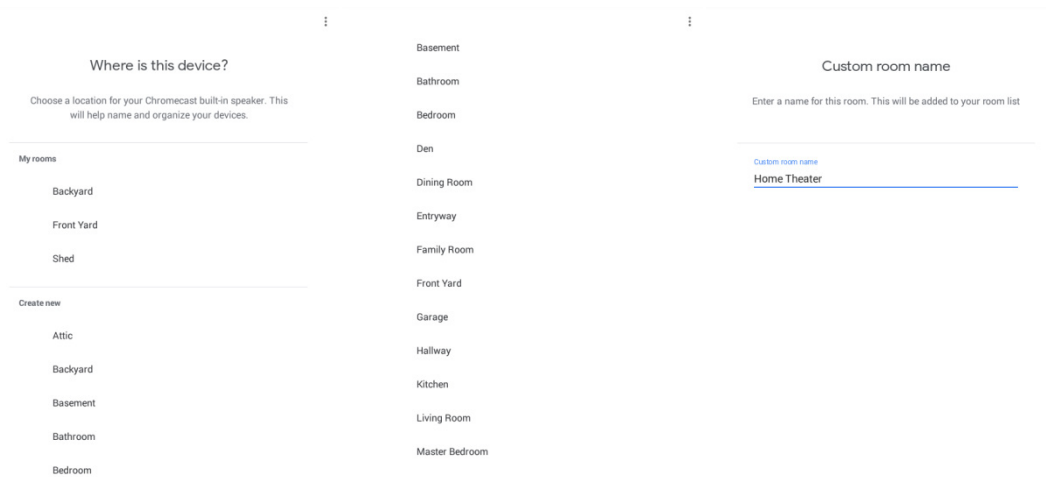 Where is this device?
Choose a location for your Chromecast built-in speaker. This
will help name and organize your devices.
My rooms
Backyard
Front Yard
Shed
Create new
Attic
Backyard
Basement
Bathroom
Bedroom
Basement
Bathroom
Bedroom
Den
Dining Room
Entryway
Family Room
Front Yard
Garage
Hallway
Kitchen
Living Room
Master Bedroom
Custom room name
Enter a name for this room. This will be added to your room list
Custom room name
Home Theater